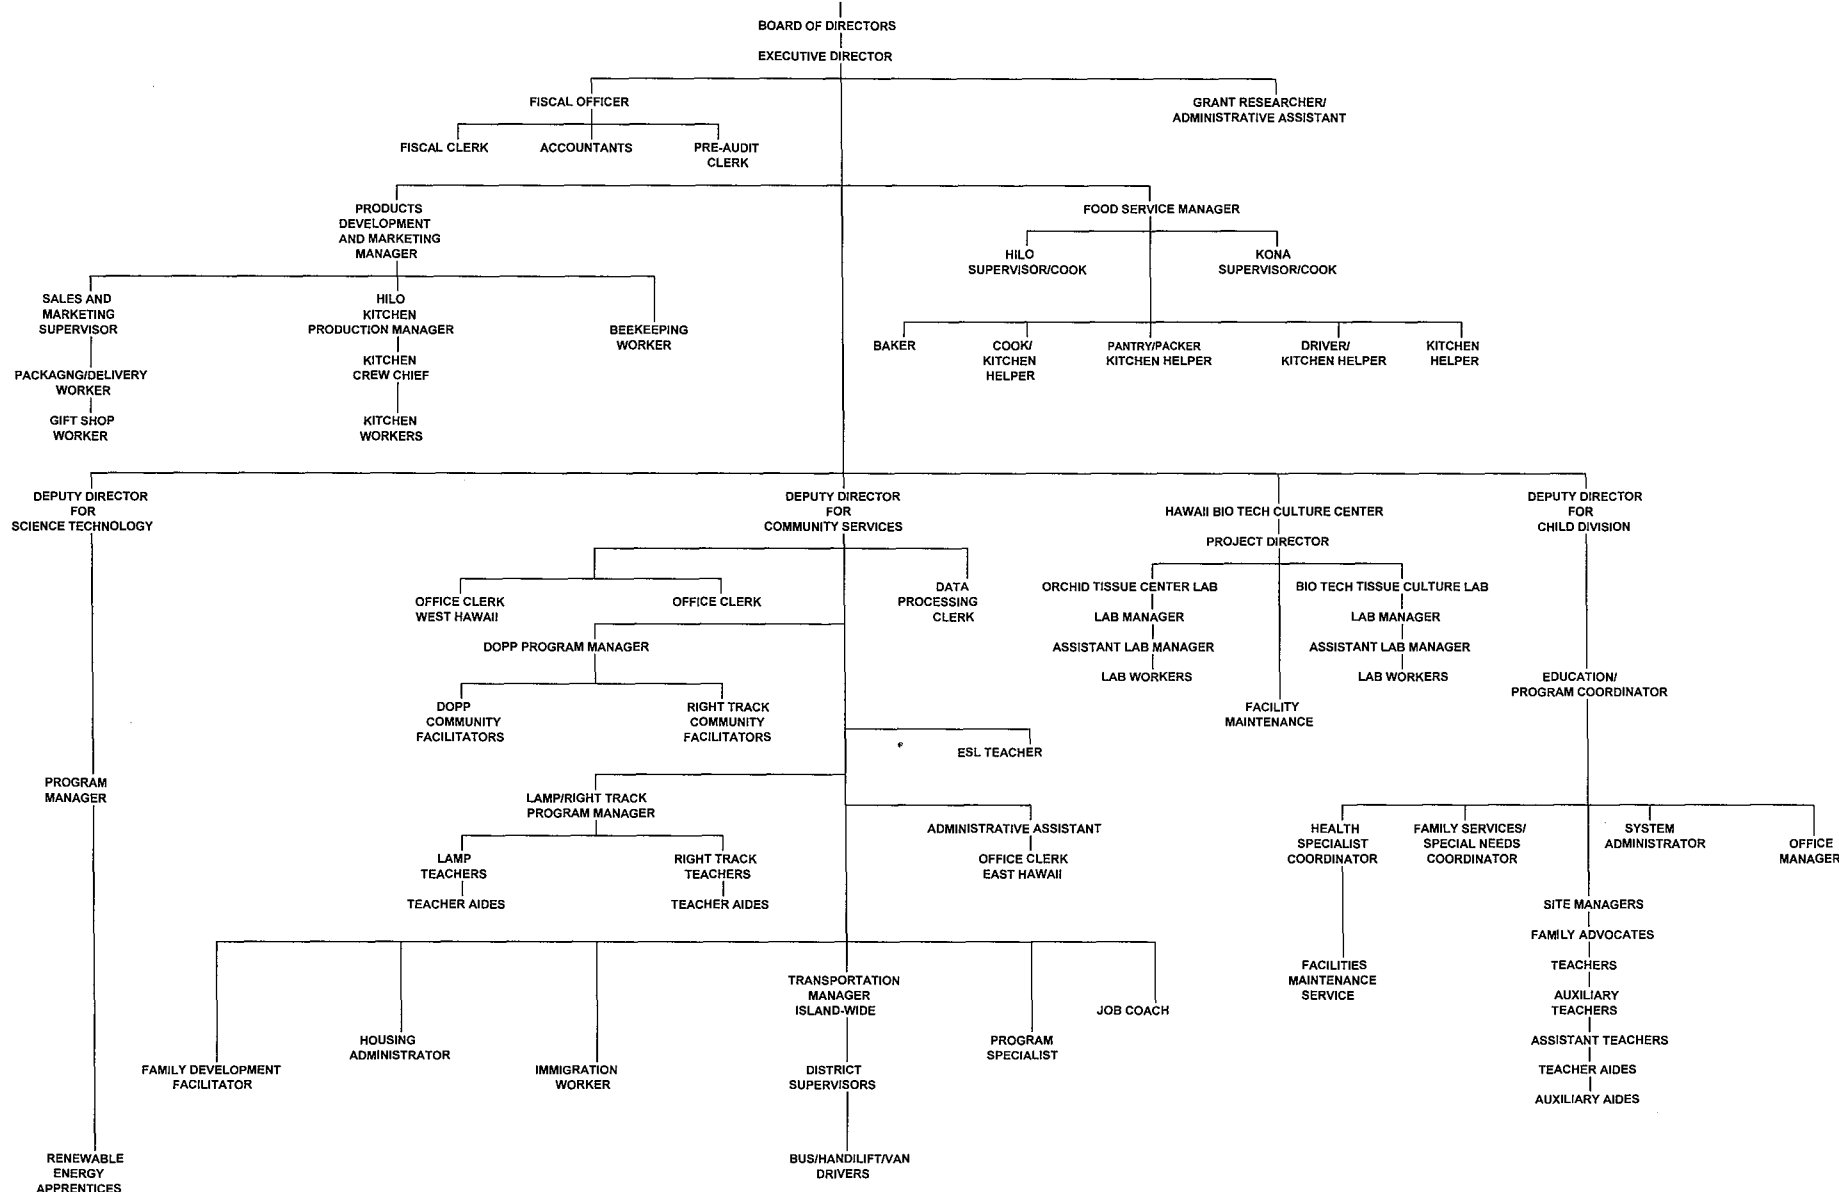 BOARD OF DIRECTORS
EXECUTIVE DIRECTOR
FISCAL OFFICER
GRANT RESEARCHER/
ADMINISTRATIVE ASSISTANT
FISCAL CLERK
ACCOUNTANTS
PRE-AUDIT
CLERK
PRODUCTS
DEVELOPMENT
AND MARKETING
MANAGER
FOOD SERVICE MANAGER
HILO
SUPERVISOR/COOK
KONA
SUPERVISOR/COOK
SALES AND
MARKETING
SUPERVISOR
HILO
KITCHEN
PRODUCTION MANAGER
BEEKEEPING
WORKER
BAKER
COOK/
KITCHEN
HELPER
PANTRY/PACKER
KITCHEN HELPER
DRIVER/
KITCHEN HELPER
KITCHEN
HELPER
KITCHEN
CREW CHIEF
PACKAGNG/DELIVERY
WORKER
GIFT SHOP
WORKER
KITCHEN
WORKERS
DEPUTY DIRECTOR
FOR
SCIENCE TECHNOLOGY
DEPUTY DIRECTOR
FOR
COMMUNITY SERVICES
HAWAII BIO TECH CULTURE CENTER
PROJECT DIRECTOR
DEPUTY DIRECTOR
FOR
CHILD DIVISION
OFFICE CLERK
WEST HAWAII
OFFICE CLERK
DATA
PROCESSING
CLERK
ORCHID TISSUE CENTER LAB
LAB MANAGER
ASSISTANT LAB MANAGER
LAB WORKERS
BIO TECH TISSUE CULTURE LAB
LAB MANAGER
ASSISTANT LAB MANAGER
LAB WORKERS
FACILITY
MAINTENANCE
EDUCATION/
PROGRAM COORDINATOR
DOPP PROGRAM MANAGER
DOPP
COMMUNITY
FACILITATORS
RIGHT TRACK
COMMUNITY
FACILITATORS
ESL TEACHER
PROGRAM
MANAGER
LAMP/RIGHT TRACK
PROGRAM MANAGER
ADMINISTRATIVE ASSISTANT
OFFICE CLERK
EAST HAWAII
LAMP
TEACHERS
TEACHER AIDES
RIGHT TRACK
TEACHERS
TEACHER AIDES
HEALTH
SPECIALIST
COORDINATOR
FAMILY SERVICES/
SPECIAL NEEDS
COORDINATOR
SYSTEM
ADMINISTRATOR
OFFICE
MANAGER
FACILITIES
MAINTENANCE
SERVICE
SITE MANAGERS
FAMILY ADVOCATES
TEACHERS
AUXILIARY
TEACHERS
ASSISTANT TEACHERS
TEACHER AIDES
AUXILIARY AIDES
FAMILY DEVELOPMENT
FACILITATOR
HOUSING
ADMINISTRATOR
IMMIGRATION
WORKER
TRANSPORTATION
MANAGER
ISLAND-WIDE
DISTRICT
SUPERVISORS
PROGRAM
SPECIALIST
JOB COACH
RENEWABLE
ENERGY
APPRENTICES
BUS/HANDILIFT/VAN
DRIVERS